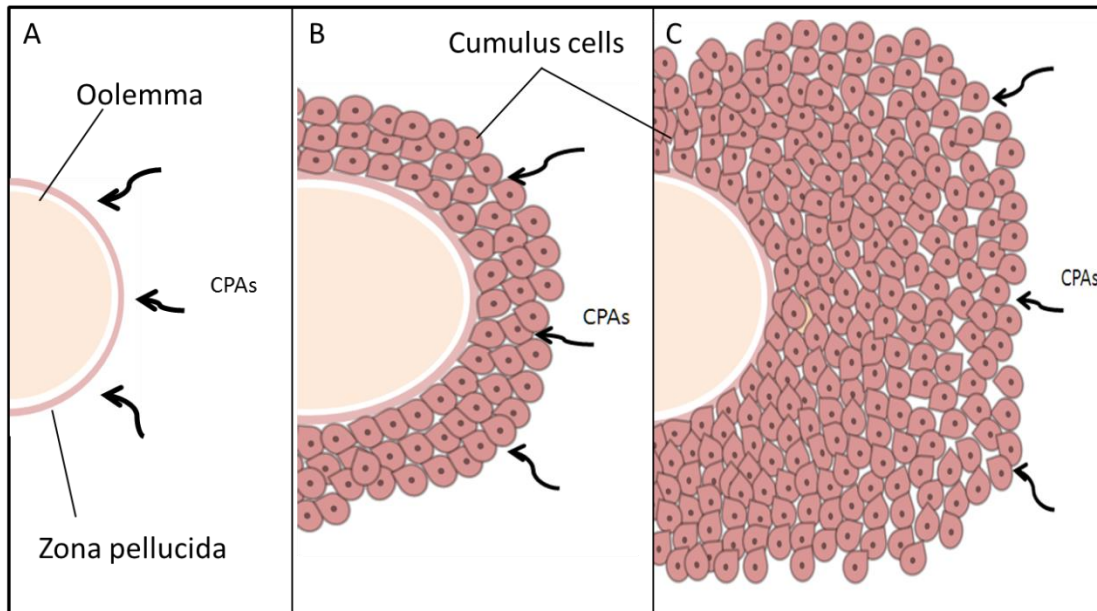 A
Oolemma
CPAs
Zona pellucida
B
Cumulus cells
CPAs
C
CPAs